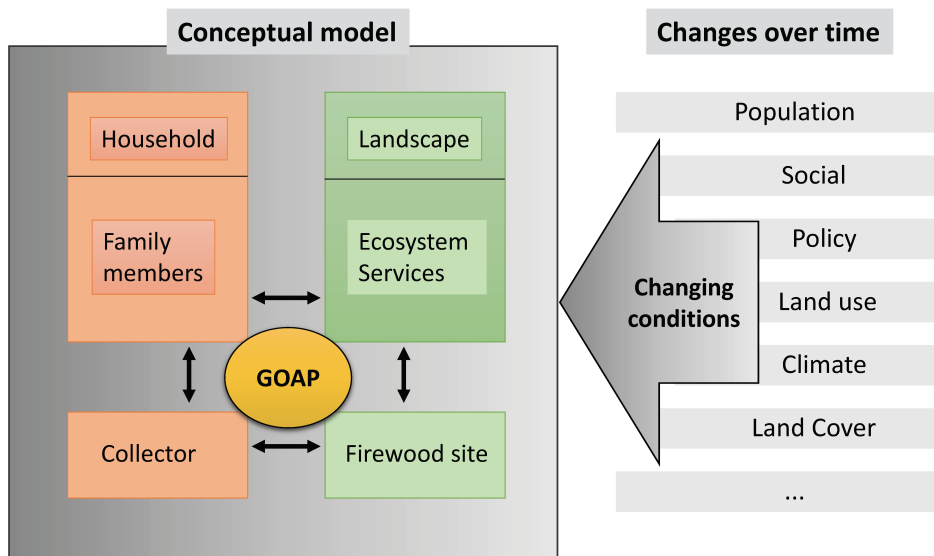 Conceptual model
Changes over time
Household
Landscape
Family
members
Ecosystem
Services
GOAP
Collector
Firewood site
Changing
conditions
Population
Social
Policy
Land use
Climate
Land Cover
...